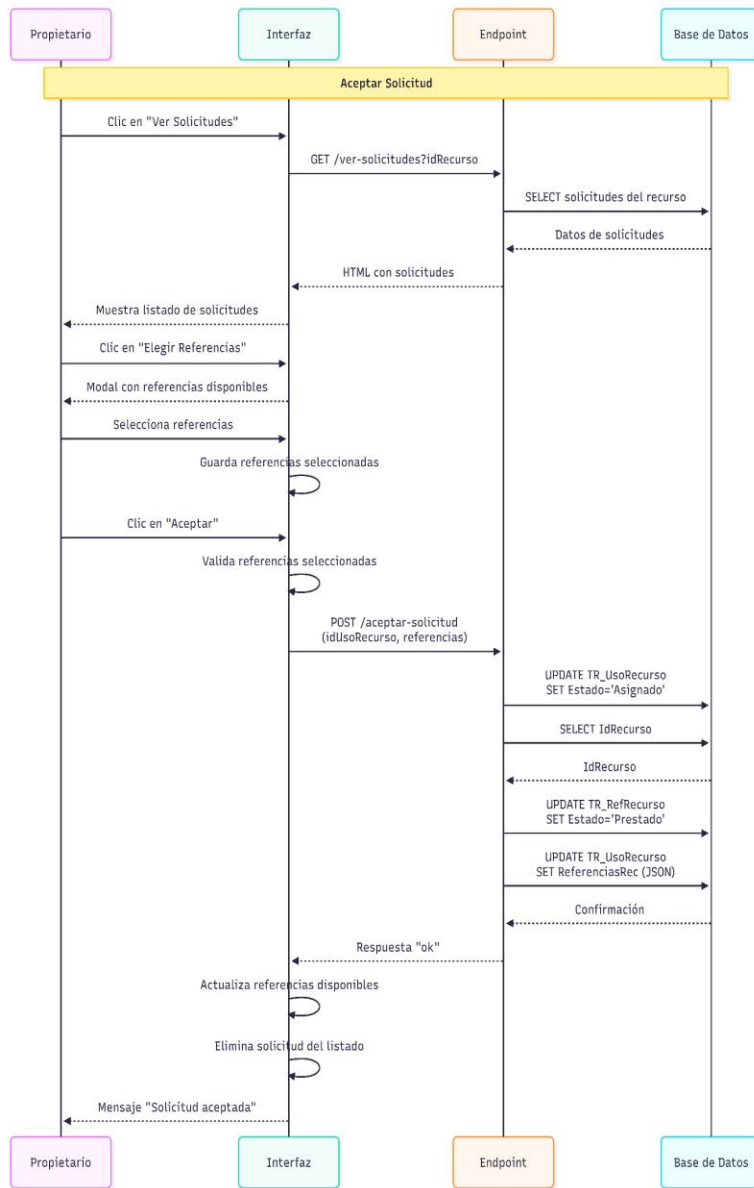 Propietario
Interfaz
Endpoint
Base de Datos
Aceptar Solicitud
Clic en "Ver Solicitudes"
GET /ver-solicitudes?idRecurso
SELECT solicitudes del recurso
Datos de solicitudes
HTML con solicitudes
Muestra listado de solicitudes
Clic en "Elegir Referencias"
Modal con referencias disponibles
Selecciona referencias
Guarda referencias seleccionadas
Clic en "Aceptar"
Valida referencias seleccionadas
POST /aceptar-solicitud
(idUsoRecurso, referencias)
UPDATE TR_UsoRecurso
SET Estado='Asignado'
SELECT IdRecurso
IdRecurso
UPDATE TR_RefRecurso
SET Estado='Prestado'
UPDATE TR_UsoRecurso
SET ReferenciasRec (JSON)
Confirmación
Respuesta "ok"
Actualiza referencias disponibles
Elimina solicitud del listado
Mensaje "Solicitud aceptada"
Propietario
Interfaz
Endpoint
Base de Datos